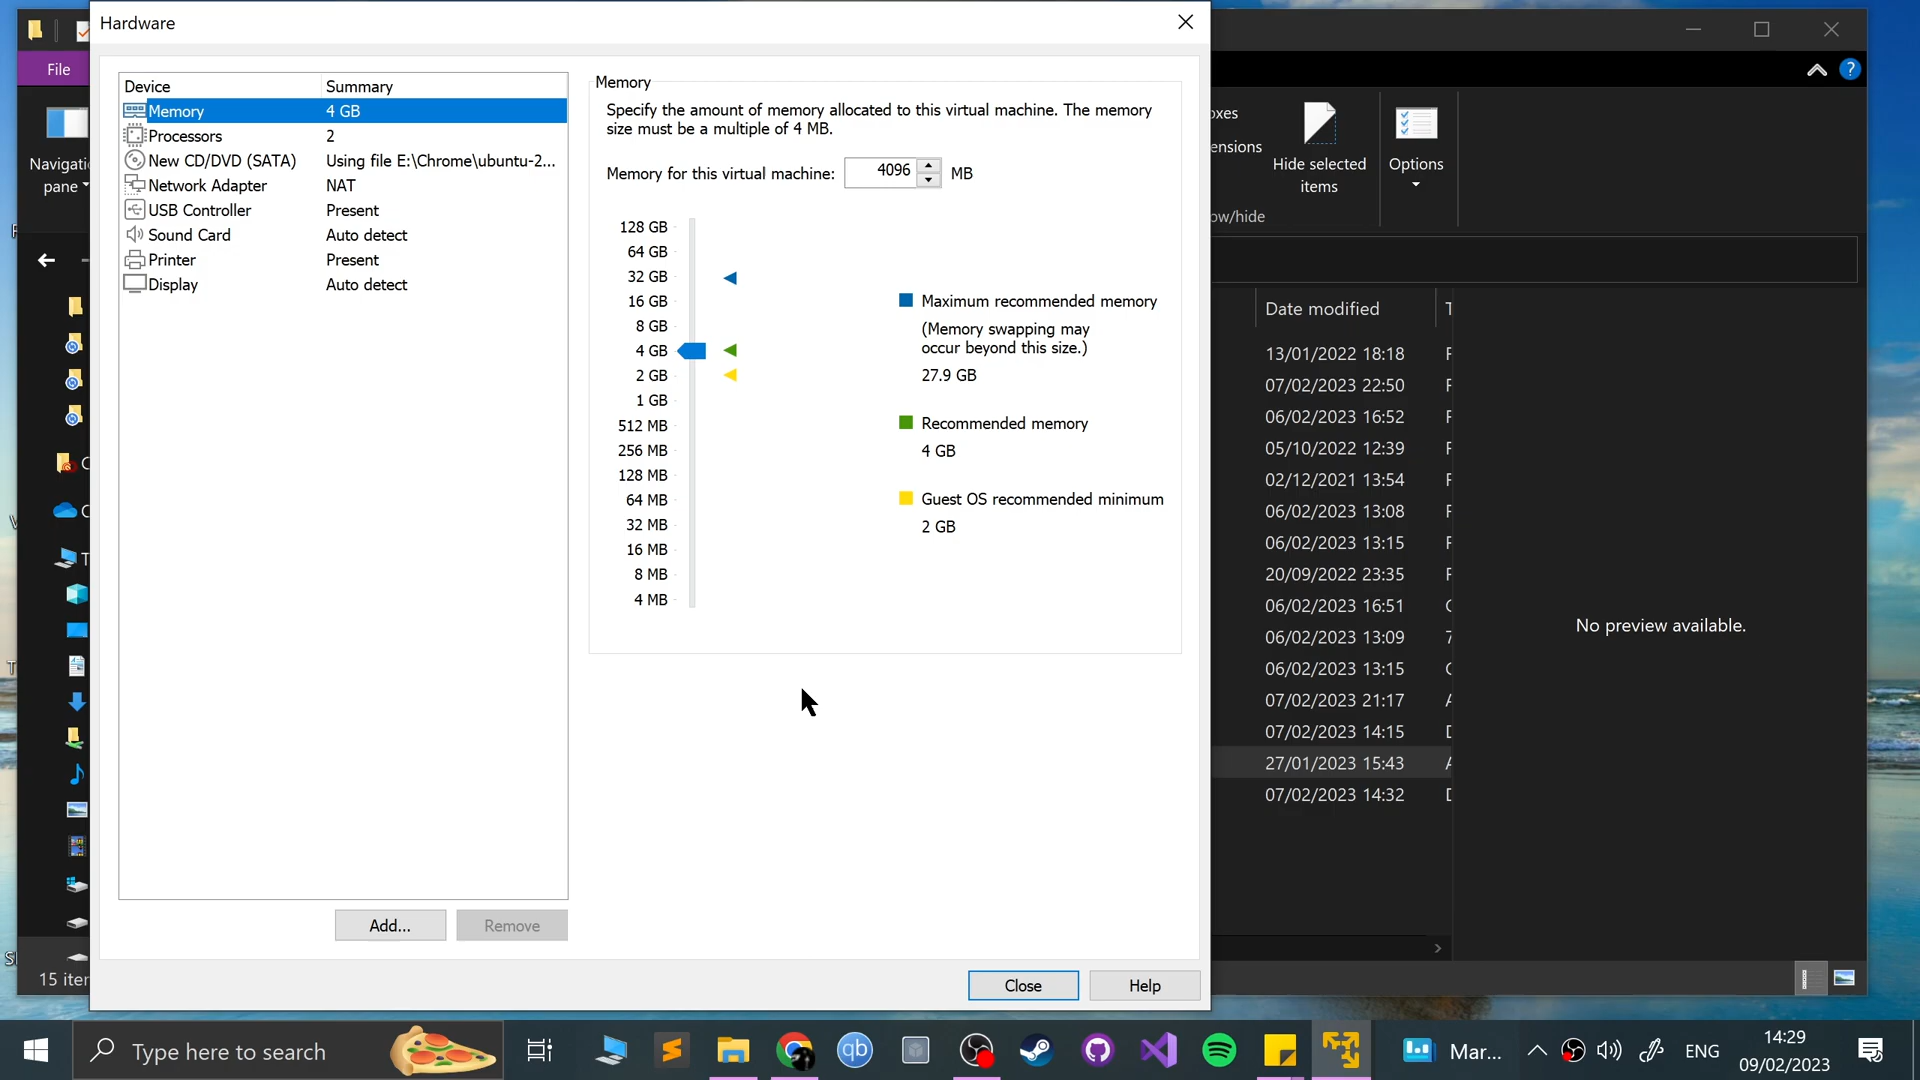 Hardware
File
Navigati
pane
Device Summary
Memory 4 GB
Processors 2
New CD/DVD (SATA) Using file E:\Chrome\ubuntu-2...
Network Adapter NAT
USB Controller Present
Sound Card Auto detect
Printer Present
Display Auto detect
Add...
Remove
Memory
Specify the amount of memory allocated to this virtual machine. The memory
size must be a multiple of 4 MB.
Memory for this virtual machine: 4096 MB
128 GB
64 GB
32 GB
16 GB
8 GB
4 GB
2 GB
1 GB
512 MB
256 MB
128 MB
64 MB
32 MB
16 MB
8 MB
4 MB
Maximum recommended memory
(Memory swapping may
occur beyond this size.)
27.9 GB
Recommended memory
4 GB
Guest OS recommended minimum
2 GB
Close
Help
oxes
ensions
Hide selected
items
ow/hide
Options
Date modified
13/01/2022 18:18
07/02/2023 22:50
06/02/2023 16:52
05/10/2022 12:39
02/12/2021 13:54
06/02/2023 13:08
06/02/2023 13:15
20/09/2022 23:35
06/02/2023 16:51
06/02/2023 13:09
06/02/2023 13:15
07/02/2023 21:17
07/02/2023 14:15
27/01/2023 15:43
07/02/2023 14:32
No preview available.
15 iter
Type here to search
qb
Mar...
ENG
14:29
09/02/2023